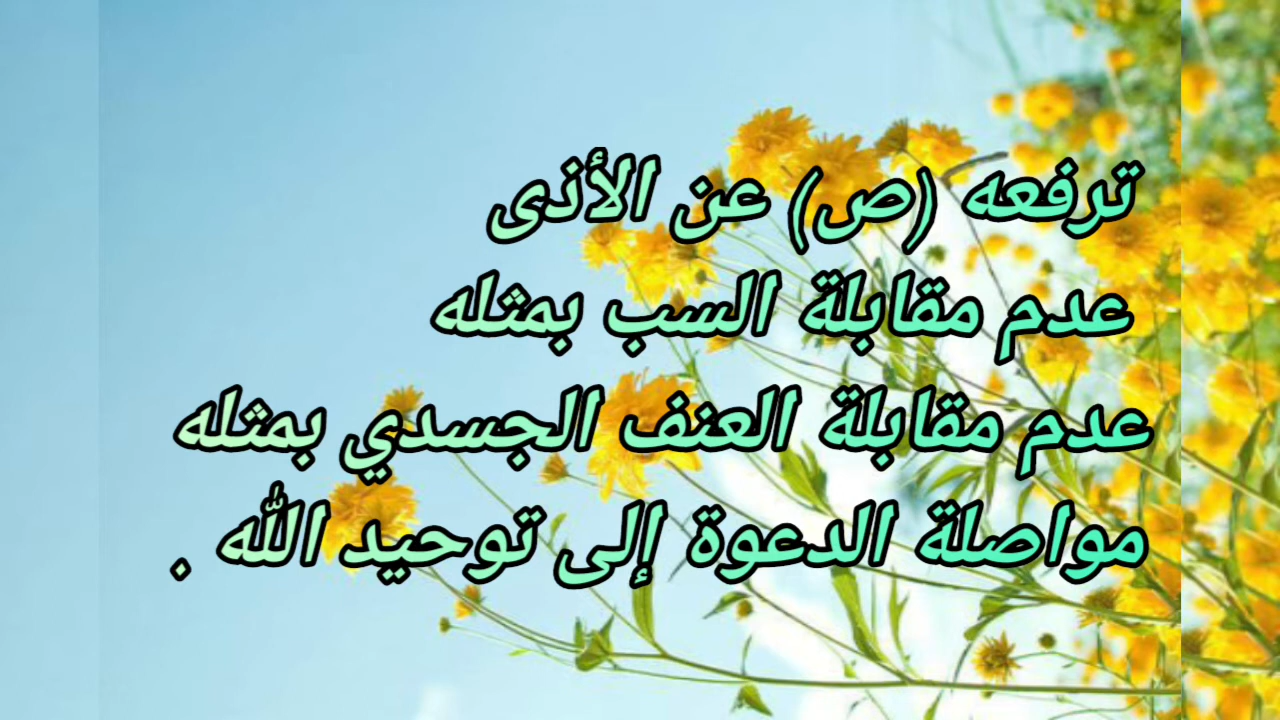 ترفعه (ص) عن الأذى
عدم مقابلة السب بمثله
عدم مقابلة العنف الجسدي بمثله
مواصلة الدعوة إلى توحيد الله .